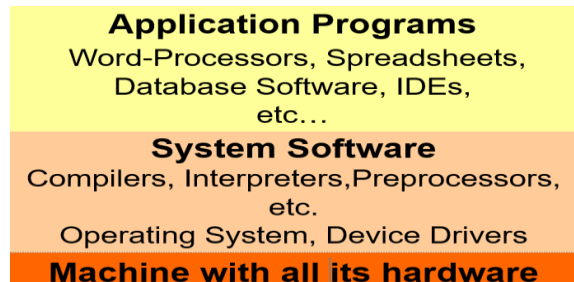 Application Programs
Word-Processors, Spreadsheets,
Database Software, IDEs,
etc...
System Software
Compilers, Interpreters,Preprocessors,
etc.
Operating System, Device Drivers
Machine with all its hardware